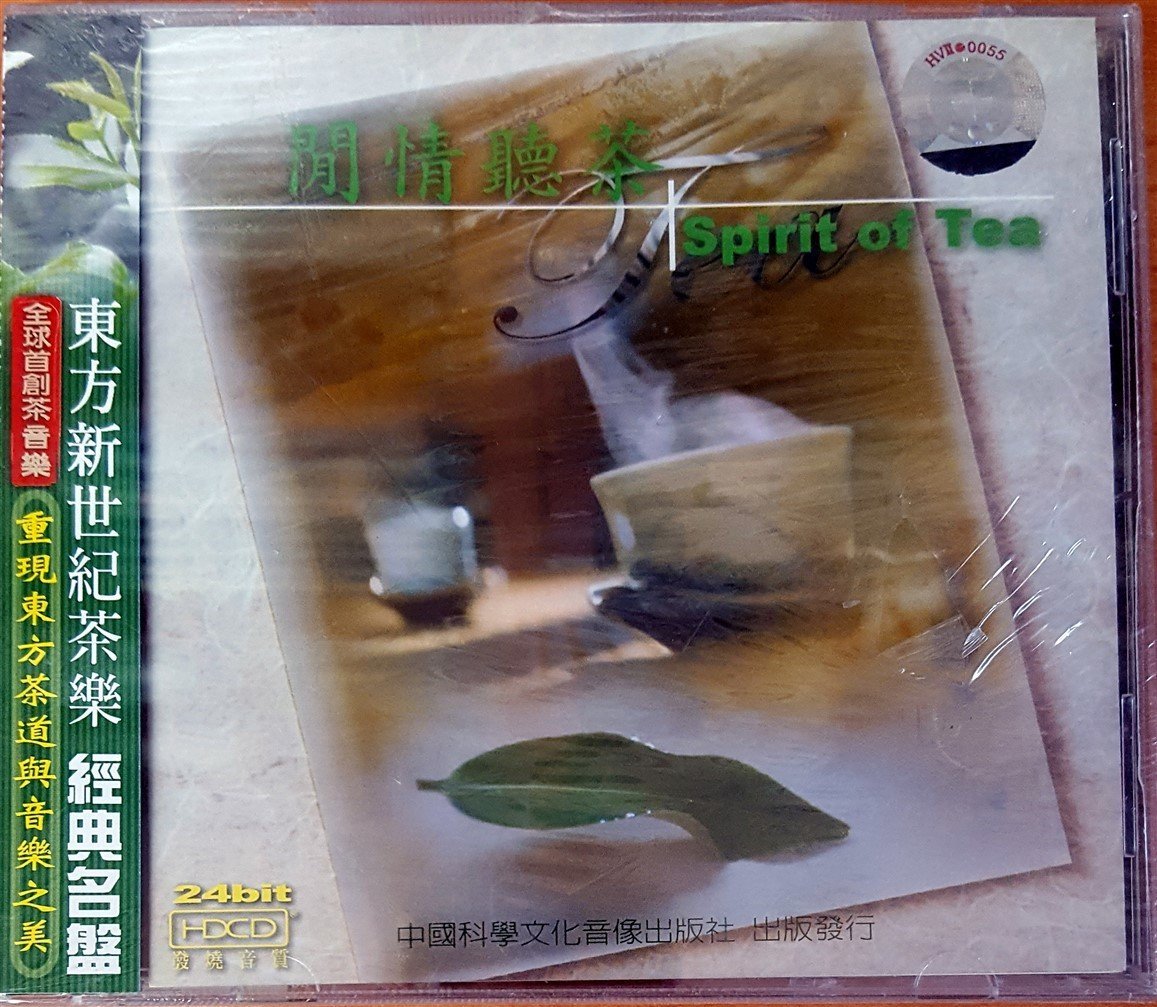 HVⅡ●0055
閒情聽茶
Tea
Spirit of Tea
全球首創茶音樂
東方新世紀茶樂 經典名盤
重現東方茶道與音樂之美
24bit
HDCD
發燒音質
中國科學文化音像出版社 出版發行